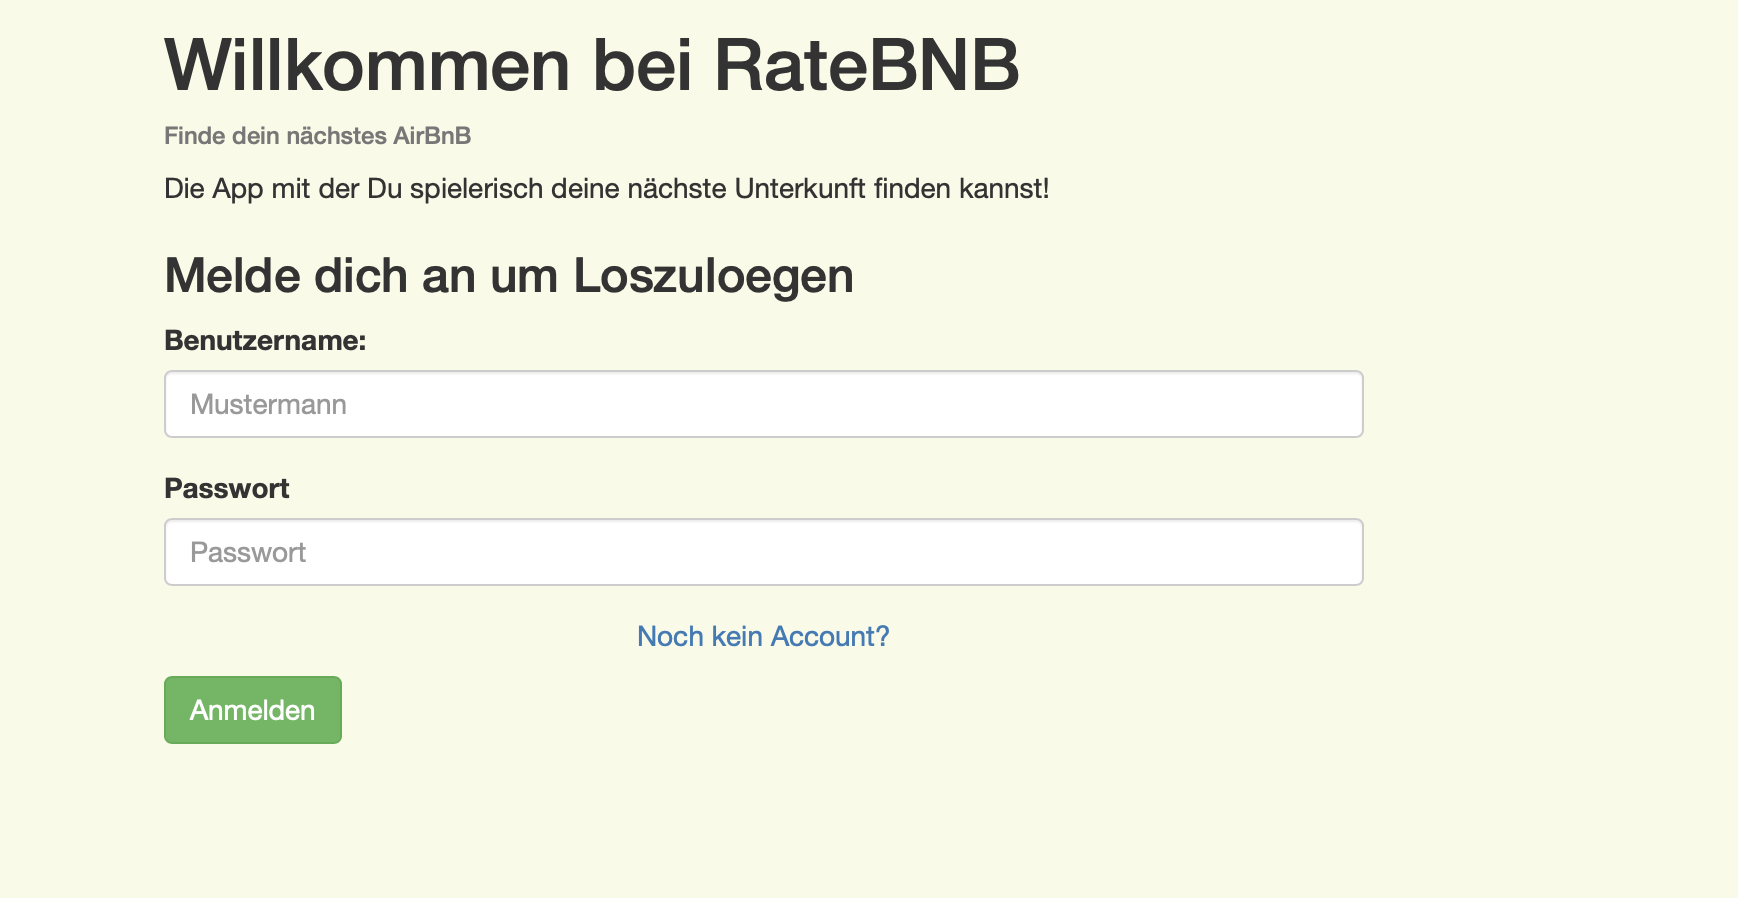 Willkommen bei RateBNB
Finde dein nächstes AirBnB
Die App mit der Du spielerisch deine nächste Unterkunft finden kannst!
Melde dich an um Loszuloegen
Benutzername:
Mustermann
Passwort
Passwort
Noch kein Account?
Anmelden